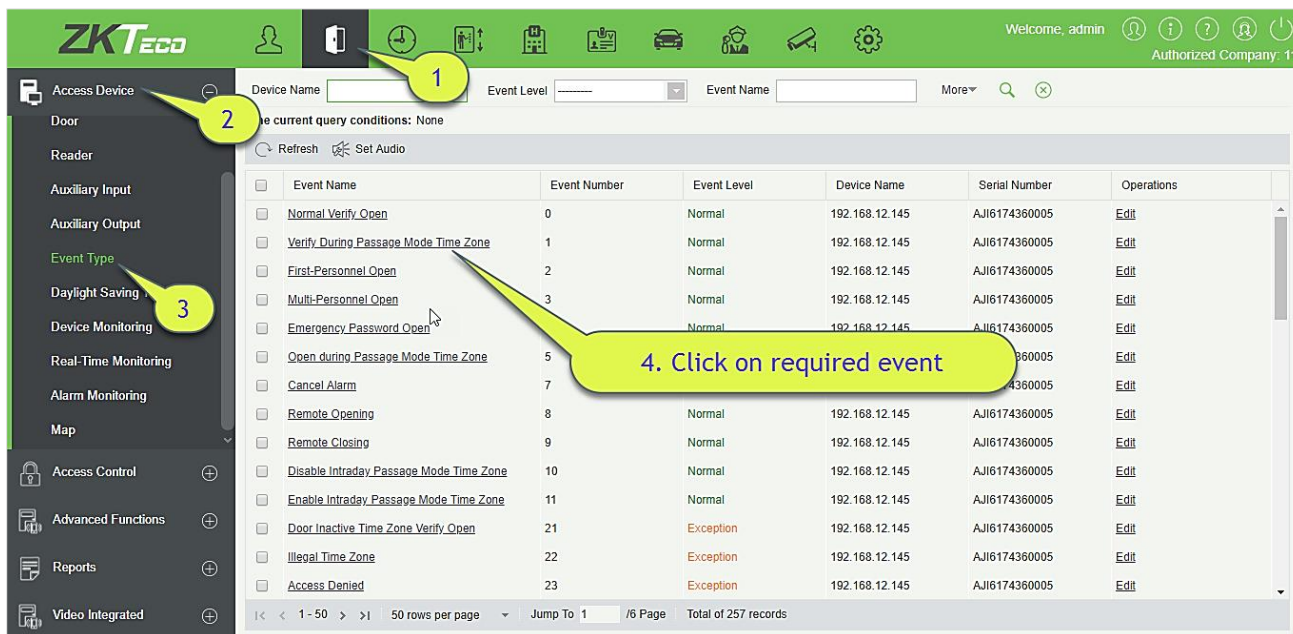 ZKTeco
Welcome, admin
Authorized Company: 1
1
Access Device
2
Door
Reader
Auxiliary Input
Auxiliary Output
Event Type
3
Daylight Saving
Device Monitoring
Real-Time Monitoring
Alarm Monitoring
Map
Access Control
Advanced Functions
Reports
Video Integrated
Device Name Event Level ---------- Event Name More
current query conditions: None
Refresh Set Audio
Event Name Event Number Event Level Device Name Serial Number Operations
Normal Verify Open 0 Normal 192.168.12.145 AJI6174360005 Edit
Verify During Passage Mode Time Zone 1 Normal 192.168.12.145 AJI6174360005 Edit
First-Personnel Open 2 Normal 192.168.12.145 AJI6174360005 Edit
Multi-Personnel Open 3 Normal 192.168.12.145 AJI6174360005 Edit
Emergency Password Open Normal 192.168.12.145 AJI6174360005 Edit
Open during Passage Mode Time Zone 5 Edit
4. Click on required event
Cancel Alarm 7 Edit
Remote Opening 8 Normal 192.168.12.145 AJI6174360005 Edit
Remote Closing 9 Normal 192.168.12.145 AJI6174360005 Edit
Disable Intraday Passage Mode Time Zone 10 Normal 192.168.12.145 AJI6174360005 Edit
Enable Intraday Passage Mode Time Zone 11 Normal 192.168.12.145 AJI6174360005 Edit
Door Inactive Time Zone Verify Open 21 Exception 192.168.12.145 AJI6174360005 Edit
Illegal Time Zone 22 Exception 192.168.12.145 AJI6174360005 Edit
Access Denied 23 Exception 192.168.12.145 AJI6174360005 Edit
1 - 50 50 rows per page Jump To 1 /6 Page Total of 257 records